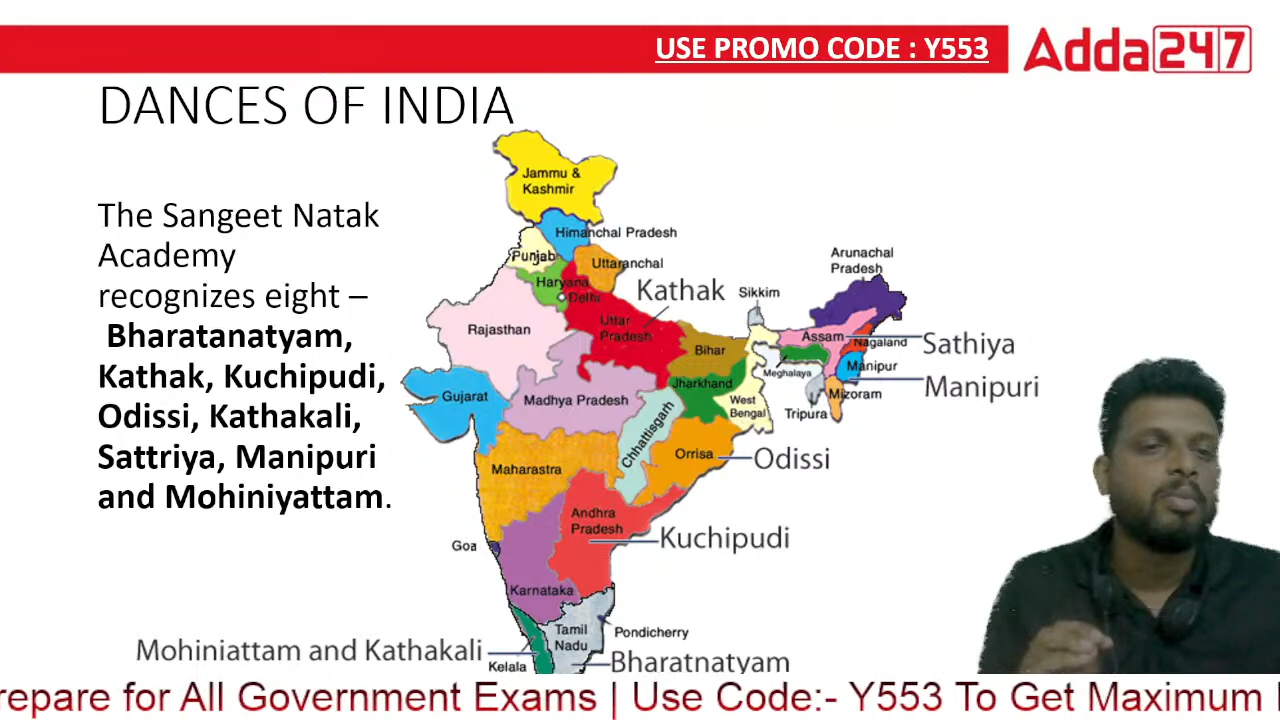 USE PROMO CODE : Y553
Adda247
DANCES OF INDIA
The Sangeet Natak
Academy
recognizes eight –
Bharatanatyam,
Kathak, Kuchipudi,
Odissi, Kathakali,
Sattriya, Manipuri
and Mohiniyattam.
Jammu &
Kashmir
Himanchal Pradesh
Punjab
Uttaranchal
Haryana
Delhi
Kathak
Sikkim
Arunachal
Pradesh
Rajasthan
Uttar
Pradesh
Bihar
Assam
Nagaland
Sathiya
Meghalaya
Manipur
Manipuri
Gujarat
Madhya Pradesh
Jharkhand
West
Bengal
Tripura
Mizoram
Chhattisgarh
Maharastra
Orrisa
Odissi
Andhra
Pradesh
Kuchipudi
Goa
Karnataka
Tamil
Nadu
Pondicherry
Mohiniattam and Kathakali
Kelala
Bharatnatyam
repare for All Government Exams | Use Code:- Y553 To Get Maximum